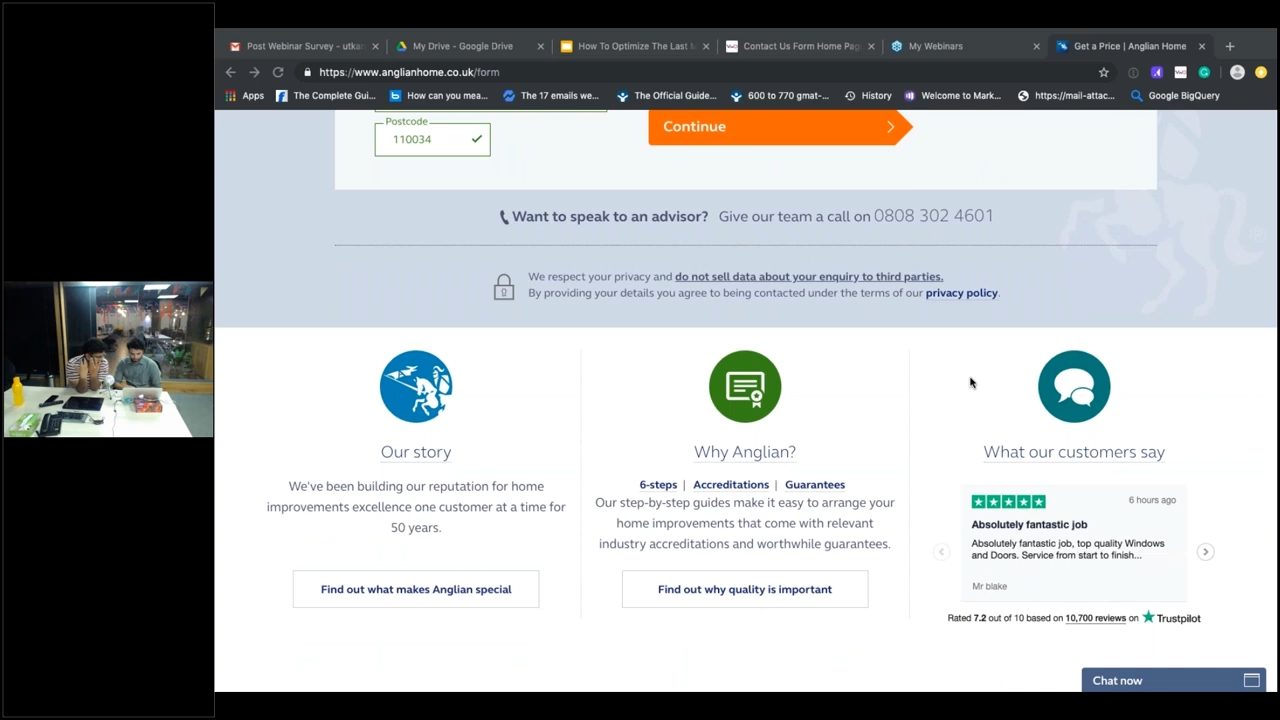 Post Webinar Survey - utka
My Drive - Google Drive
How To Optimize The Last M
Contact Us Form Home Pag
My Webinars
Get a Price | Anglian Home
https://www.anglianhome.co.uk/form
Apps
The Complete Gui...
How can you mea...
The 17 emails we...
The Official Guide...
600 to 770 gmat-...
History
Welcome to Mark...
https://mail-attac...
Google BigQuery
Postcode
110034
Continue
Want to speak to an advisor? Give our team a call on 0808 302 4601
We respect your privacy and do not sell data about your enquiry to third parties.
By providing your details you agree to being contacted under the terms of our privacy policy.
Our story
We've been building our reputation for home
improvements excellence one customer at a time for
50 years.
Find out what makes Anglian special
Why Anglian?
6-steps | Accreditations | Guarantees
Our step-by-step guides make it easy to arrange your
home improvements that come with relevant
industry accreditations and worthwhile guarantees.
Find out why quality is important
What our customers say
6 hours ago
Absolutely fantastic job
Absolutely fantastic job, top quality Windows
and Doors. Service from start to finish...
Mr blake
Rated 7.2 out of 10 based on 10,700 reviews on Trustpilot
Chat now